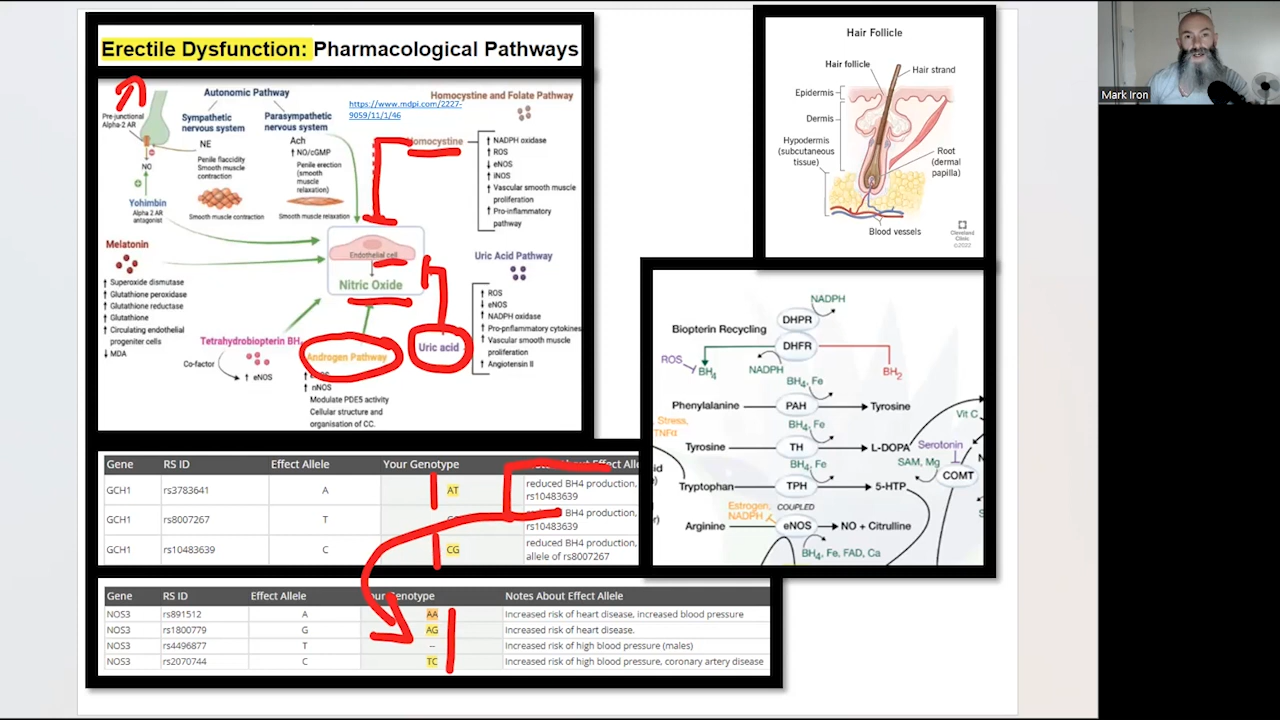 Erectile Dysfunction: Pharmacological Pathways
Pre-junctional
Alpha-2 AR
NO
Yohimbin
Alpha 2 AR
antagonist
Autonomic Pathway
Sympathetic
nervous system
NE
Penile flaccidity
Smooth muscle
contraction
Smooth muscle contraction
Parasympathetic
nervous system
Ach
↑ NO/cGMP
Penile erection
(smooth
muscle
relaxation)
Smooth muscle relaxation
https://www.mdpi.com/2227-
9059/11/1/46
Homocystine and Folate Pathway
Homocystine
↑ NADPH oxidase
↑ ROS
↓ eNOS
↑ iNOS
↑ Vascular smooth muscle
proliferation
↑ Pro-inflammatory
pathway
Endothelial cell
Nitric Oxide
Melatonin
↑ Superoxide dismutase
↑ Glutathione peroxidase
↑ Glutathione reductase
↑ Glutathione
↑ Circulating endothelial
progenitor cells
↓ MDA
Tetrahydrobiopterin BH
Co-factor
↑ eNOS
Androgen Pathway
↑ nNOS
Modulate PDE5 activity
Cellular structure and
organisation of CC.
Uric Acid Pathway
Uric acid
↑ ROS
↓ eNOS
↑ NADPH oxidase
↑ Pro-pnflammatory cytokines
↑ Vascular smooth muscle
proliferation
↑ Angiotensin II
Hair Follicle
Hair follicle
Hair strand
Epidermis
Dermis
Hypodermis
(subcutaneous
tissue)
Root
(dermal
papilla)
Blood vessels
Cleveland
Clinic
©2022
Mark Iron
NADPH
DHPR
Biopterin Recycling
DHFR
ROS
BH4
NADPH
BH2
BH4, Fe
Phenylalanine PAH Tyrosine
Stress,
TNFα
BH4, Fe
Vit C
Tyrosine TH L-DOPA
Serotonin
BH4, Fe
SAM, Mg
COMT
Tryptophan TPH 5-HTP
Estrogen,
NADPH
COUPLED
Arginine eNOS NO + Citrulline
BH4, Fe, FAD, Ca
Gene RS ID Effect Allele Your Genotype
GCH1 rs3783641 A AT reduced BH4 production,
rs10483639
GCH1 rs8007267 T BH4 production,
rs10483639
GCH1 rs10483639 C CG reduced BH4 production,
allele of rs8007267
Gene RS ID Effect Allele Genotype Notes About Effect Allele
NOS3 rs891512 A AA Increased risk of heart disease, increased blood pressure
NOS3 rs1800779 G AG Increased risk of heart disease.
NOS3 rs4496877 T -- Increased risk of high blood pressure (males)
NOS3 rs2070744 C TC Increased risk of high blood pressure, coronary artery disease